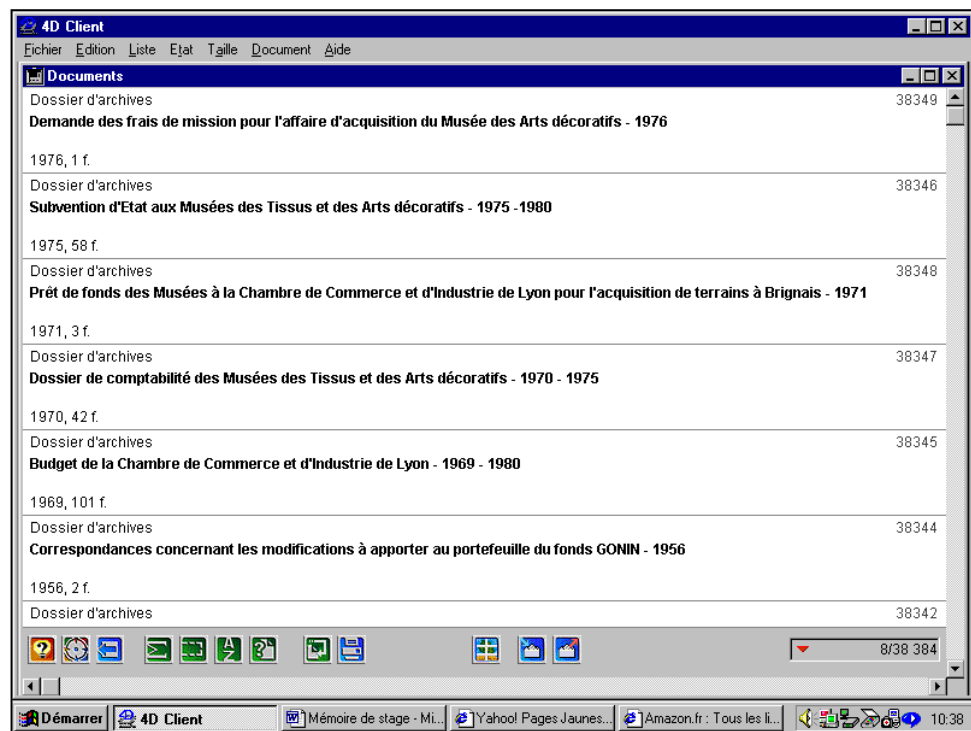 4D Client
Fichier Edition Liste Etat Taille Document Aide
Documents
Dossier d'archives 38349
Demande des frais de mission pour l'affaire d'acquisition du Musée des Arts décoratifs - 1976
1976, 1 f.
Dossier d'archives 38346
Subvention d'Etat aux Musées des Tissus et des Arts décoratifs - 1975 -1980
1975, 58 f.
Dossier d'archives 38348
Prêt de fonds des Musées à la Chambre de Commerce et d'Industrie de Lyon pour l'acquisition de terrains à Brignais - 1971
1971, 3 f.
Dossier d'archives 38347
Dossier de comptabilité des Musées des Tissus et des Arts décoratifs - 1970 - 1975
1970, 42 f.
Dossier d'archives 38345
Budget de la Chambre de Commerce et d'Industrie de Lyon - 1969 - 1980
1969, 101 f.
Dossier d'archives 38344
Correspondances concernant les modifications à apporter au portefeuille du fonds GONIN - 1956
1956, 2 f.
Dossier d'archives 38342
8/38 384
Démarrer 4D Client Mémoire de stage - Mi... Yahoo! Pages Jaunes... Amazon.fr : Tous les li... 10:38